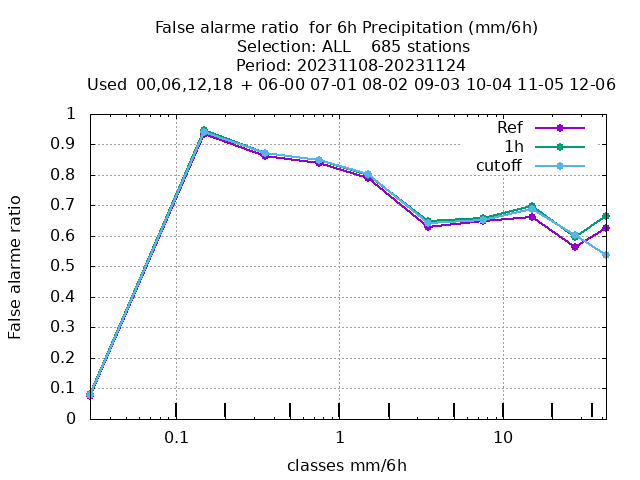 False alarme ratio  for 6h Precipitation (mm/6h)
Selection: ALL    685 stations
Period: 20231108-20231124
Used  00,06,12,18  + 06-00 07-01 08-02 09-03 10-04 11-05 12-06
Ref
1h
cutoff
1
0.9
0.8
0.7
0.6
0.5
0.4
0.3
0.2
0.1
0
False alarme ratio
0.1 1 10
classes mm/6h